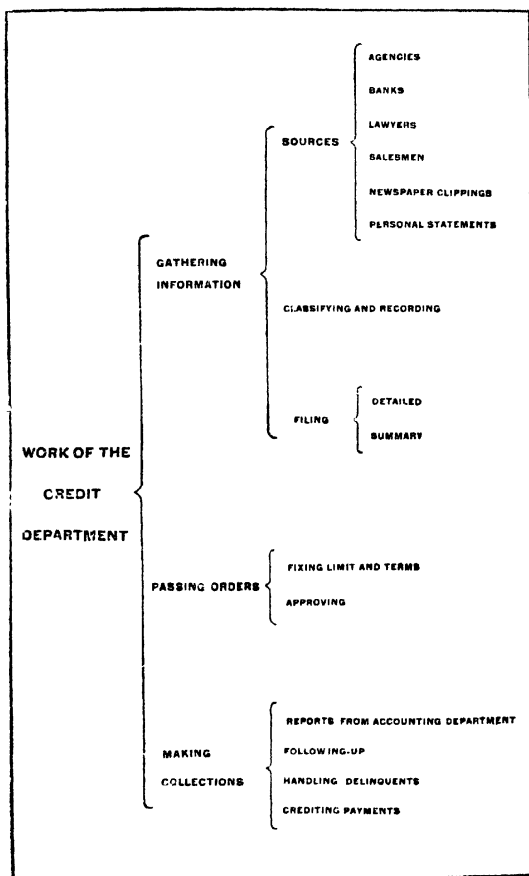 AGENCIES
BANKS
LAWYERS
SOURCES
SALESMEN
NEWSPAPER CLIPPINGS
PERSONAL STATEMENTS
GATHERING
INFORMATION
CLASSIFYING AND RECORDING
DETAILED
FILING
SUMMARY
WORK OF THE
CREDIT
DEPARTMENT
FIXING LIMIT AND TERMS
PASSING ORDERS
APPROVING
REPORTS FROM ACCOUNTING DEPARTMENT
MAKING
COLLECTIONS
FOLLOWING-UP
HANDLING DELINQUENTS
CREDITING PAYMENTS